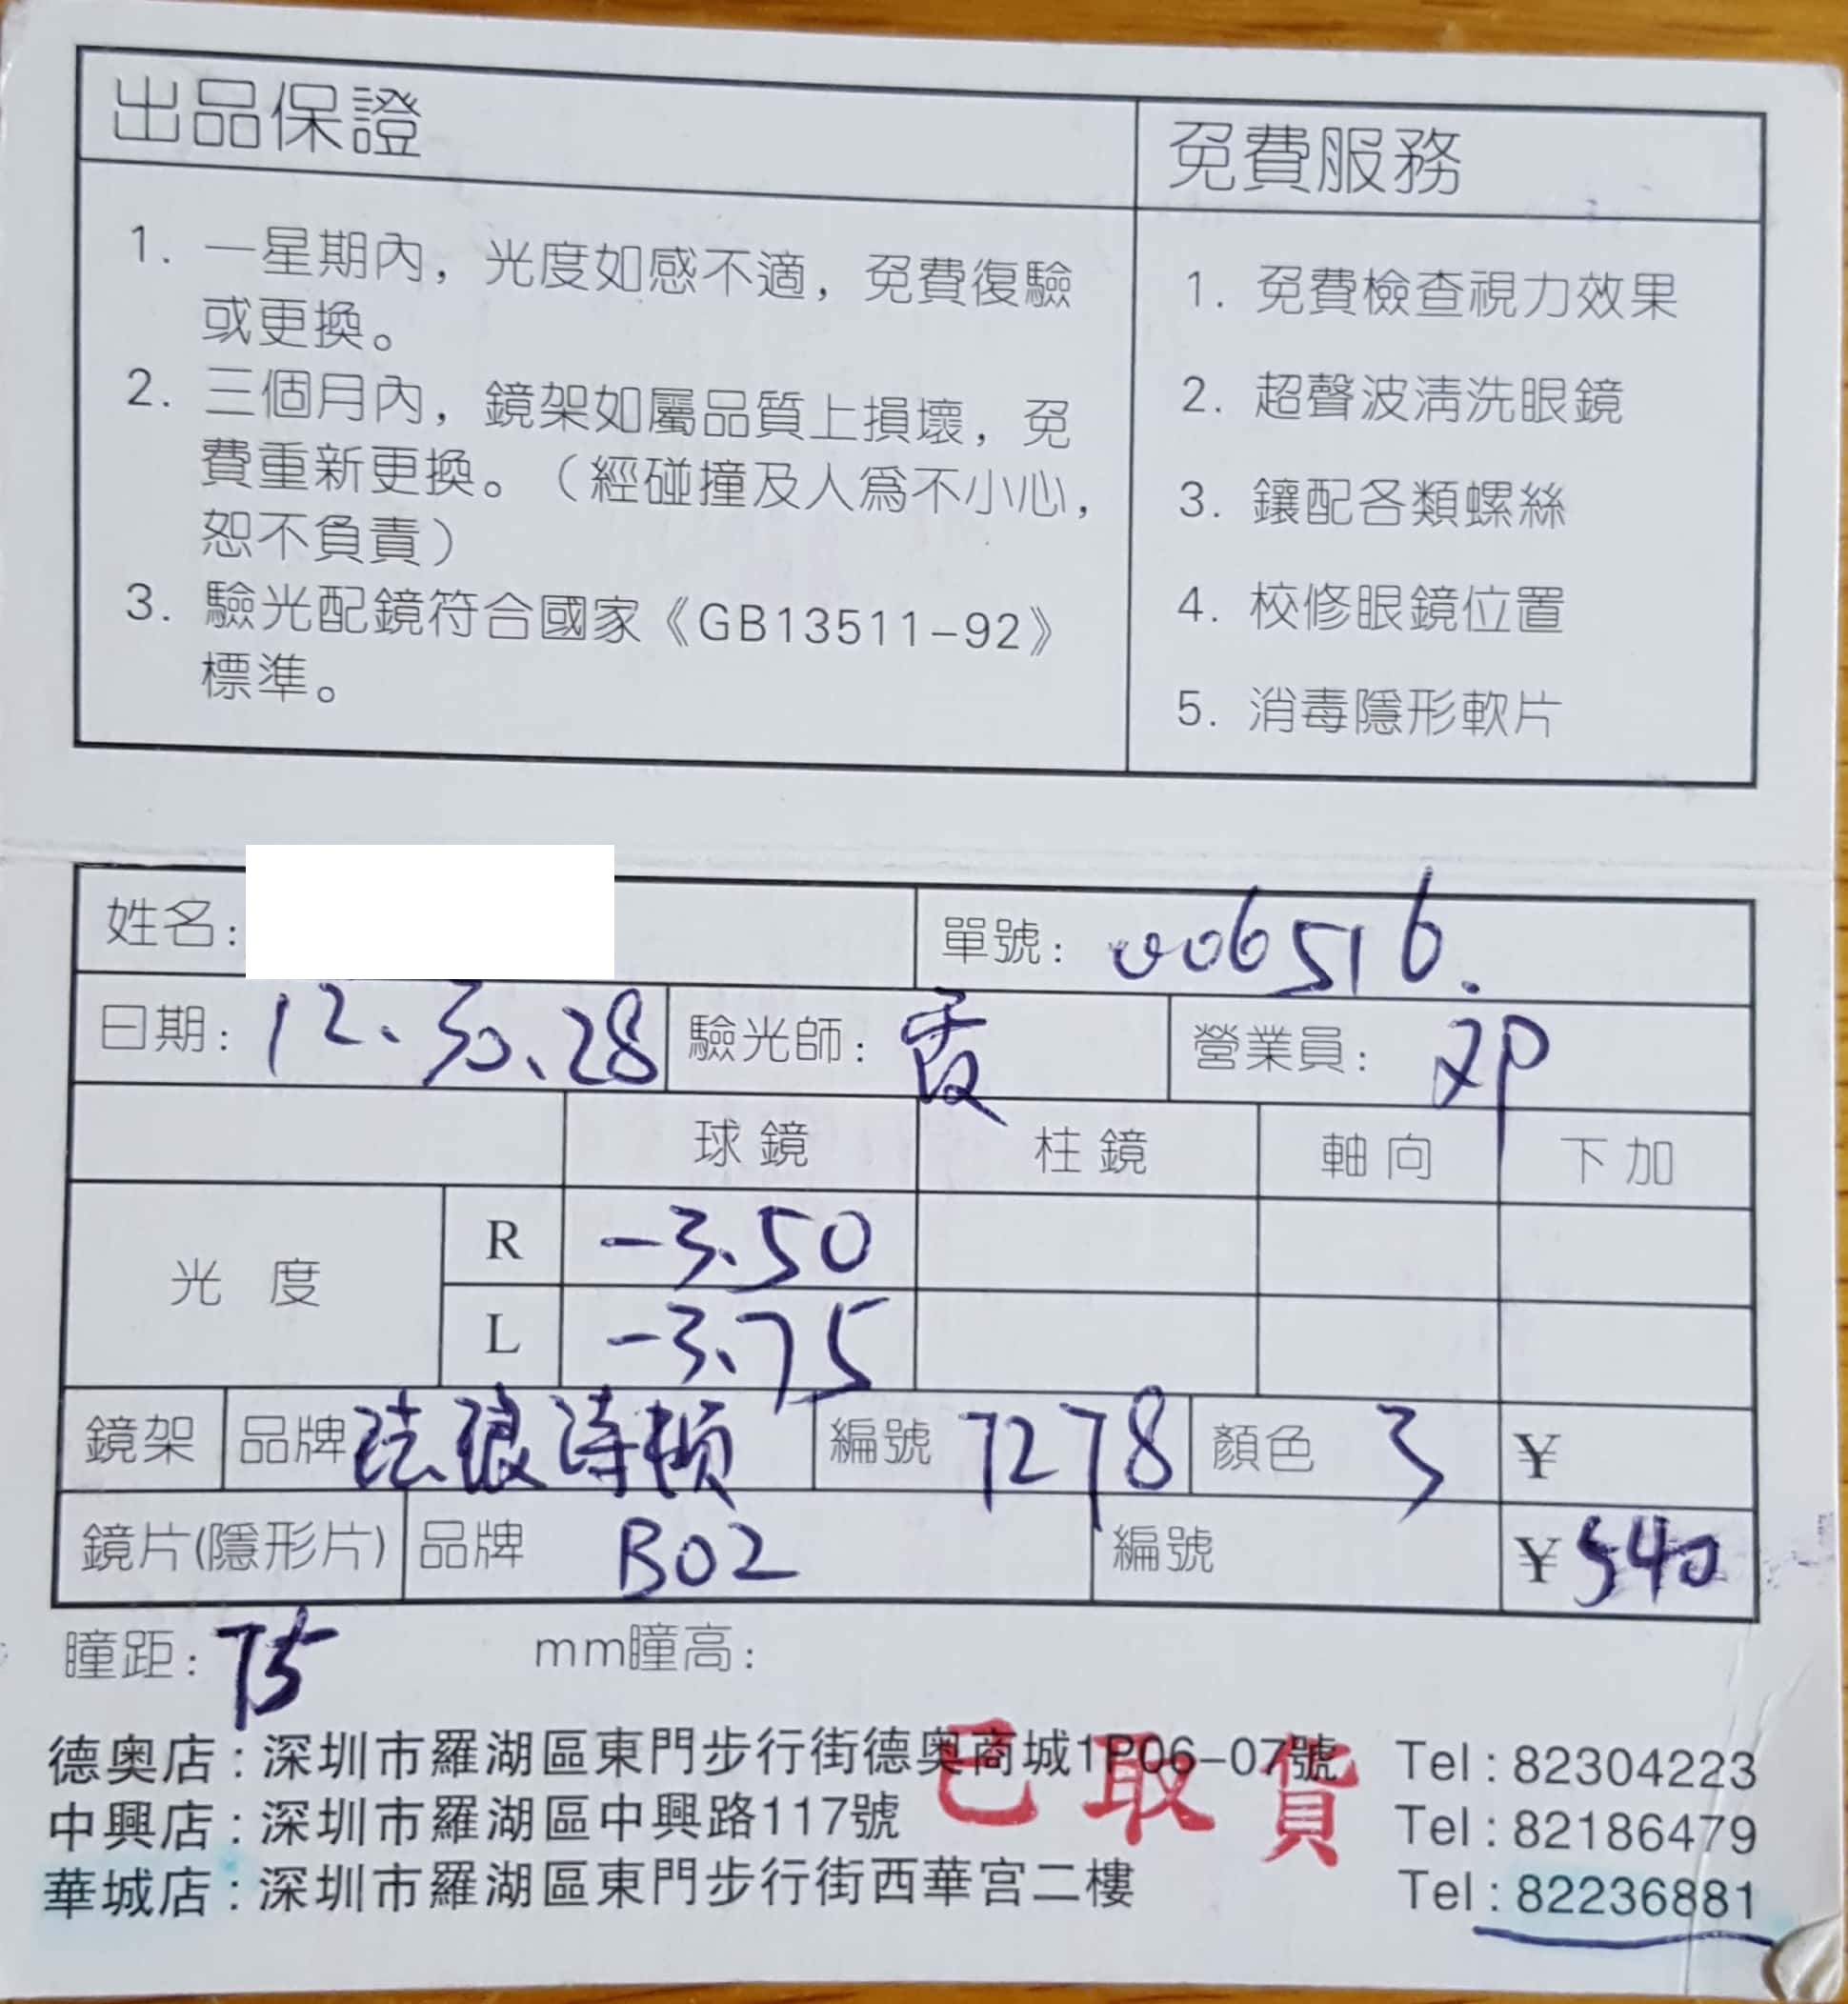 出品保證
1. 一星期內，光度如感不適，免費復驗
或更換。
2. 三個月內，鏡架如屬品質上損壞，免
費重新更換。（經碰撞及人爲不小心，
恕不負責）
3. 驗光配鏡符合國家《GB13511-92》
標準。
免費服務
1. 免費檢查視力效果
2. 超聲波清洗眼鏡
3. 鑲配各類螺絲
4. 校修眼鏡位置
5. 消毒隱形軟片
姓名：
單號：006516.
日期：12.30.28 驗光師：霞 營業員：
球鏡 柱鏡 軸向 下加
光度
R -3.50
L -3.75
鏡架 品牌 琺琅诗顿 編號 7278 顏色 3 ¥
鏡片(隱形片) 品牌 B02 編號 ¥ 540
瞳距：75 mm瞳高：
德奧店：深圳市羅湖區東門步行街德奧商城1P06-07號 Tel：82304223
中興店：深圳市羅湖區中興路117號 Tel：82186479
華城店：深圳市羅湖區東門步行街西華宮二樓 Tel：82236881
已取貨